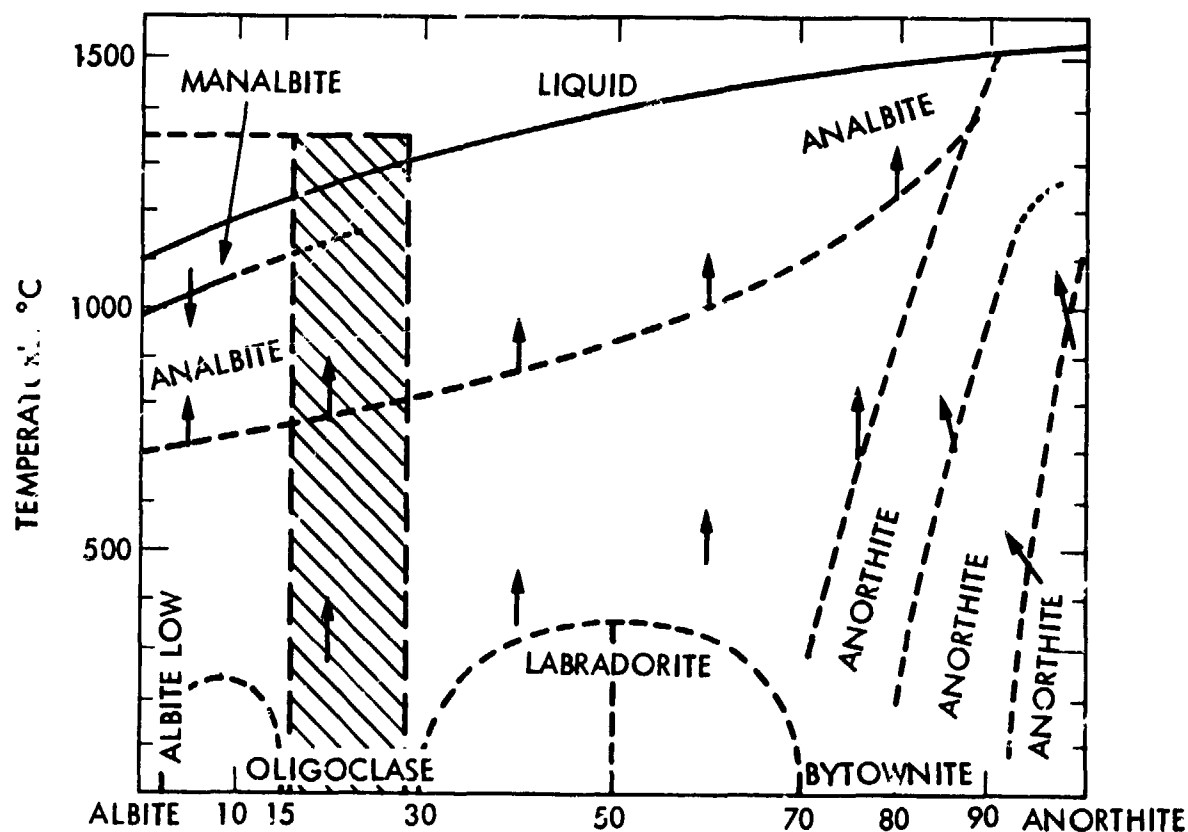 1500
MANALBITE
LIQUID
ANALBITE
1000
ANALBITE
°C
500
ALBITE LOW
LABRADORITE
ANORTHITE
ANORTHITE
ANORTHITE
OLIGOCLASE
BYTOWNITE
ALBITE 10 15 30 50 70 80 90 ANORTHITE